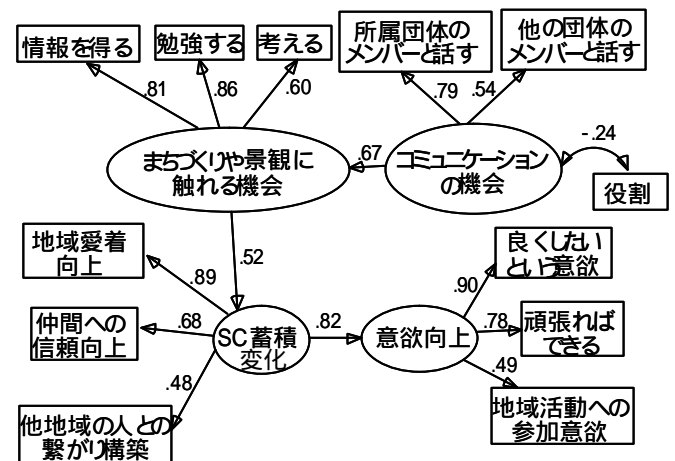 情報を得る
勉強する
考える
所属団体の
メンバーと話す
他の団体の
メンバーと話す
.81
.86
.60
.79
.54
まちづくりや景観に
触れる機会
.67
コミュニケーション
の機会
-.24
役割
地域愛着
向上
.52
良くしたい
という意欲
.89
.90
仲間への
信頼向上
.68
SC蓄積
変化
.82
意欲向上
.78
頑張れば
できる
.48
.49
他地域の人との
繋がり構築
地域活動への
参加意欲